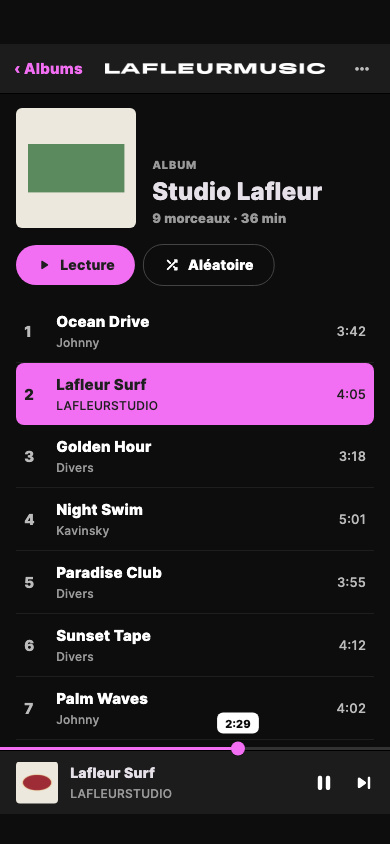 ‹ Albums LAFLEURMUSIC •••
ALBUM
Studio Lafleur
9 morceaux · 36 min
Lecture
Aléatoire
1 Ocean Drive 3:42
Johnny
2 Lafleur Surf 4:05
LAFLEURSTUDIO
3 Golden Hour 3:18
Divers
4 Night Swim 5:01
Kavinsky
5 Paradise Club 3:55
Divers
6 Sunset Tape 4:12
Divers
7 Palm Waves 4:02
Johnny
2:29
Lafleur Surf
LAFLEURSTUDIO